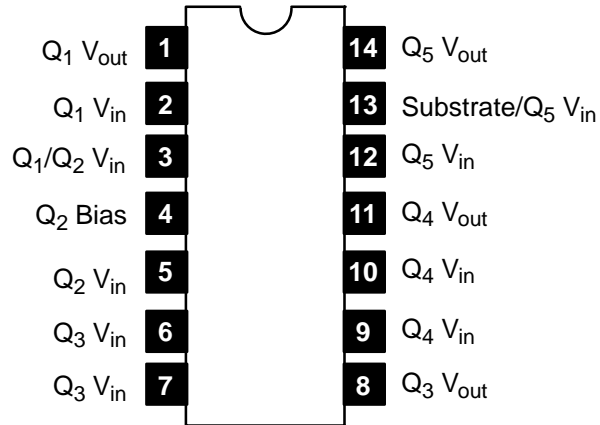 Q1 Vout 1 14 Q5 Vout
Q1 Vin 2 13 Substrate/Q5 Vin
Q1/Q2 Vin 3 12 Q5 Vin
Q2 Bias 4 11 Q4 Vout
Q2 Vin 5 10 Q4 Vin
Q3 Vin 6 9 Q4 Vin
Q3 Vin 7 8 Q3 Vout